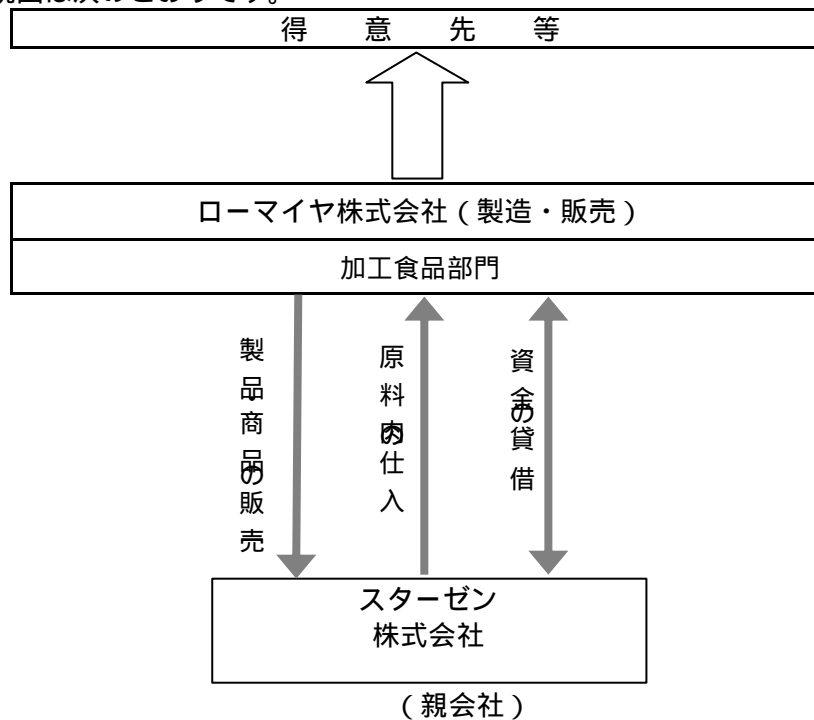 得意先等
ローマイヤ株式会社（製造・販売）
加工食品部門
製品・商品の販売
原料肉の仕入
資金の貸借
スターゼン
株式会社
（親会社）